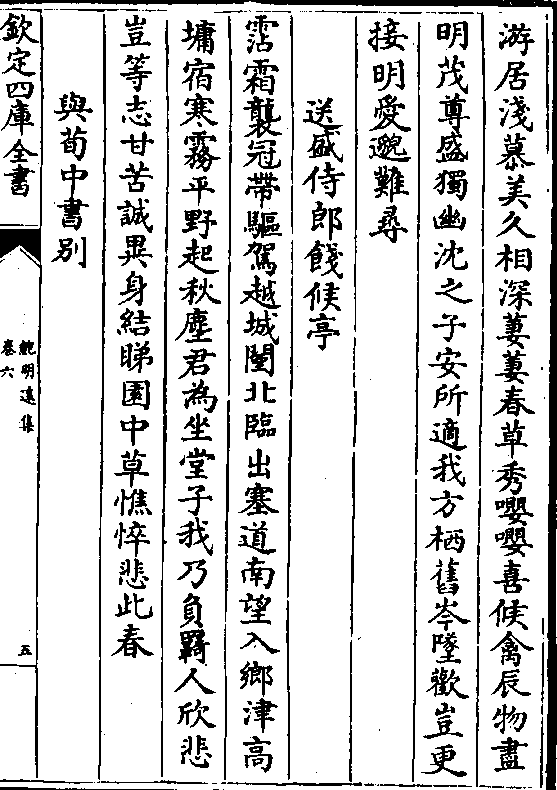 游居淺慕美久相深萋萋春草秀嚶嚶喜候禽辰物盡
明茂尊盛獨幽沈之子安所適我方栖舊岑墜歡豈更
接明愛邈難尋
送盛侍郎餞候亭
霑霜襲冠帶驅駕越城闉北臨出塞道南望入鄉津高
墉宿寒霧平野起秋塵君為坐堂子我乃負羈人欣悲
豈等志甘苦誠異身結睇園中草憔悴悲此春
與荀中書別
欽定四庫全書
鮑明遠集
卷六
五